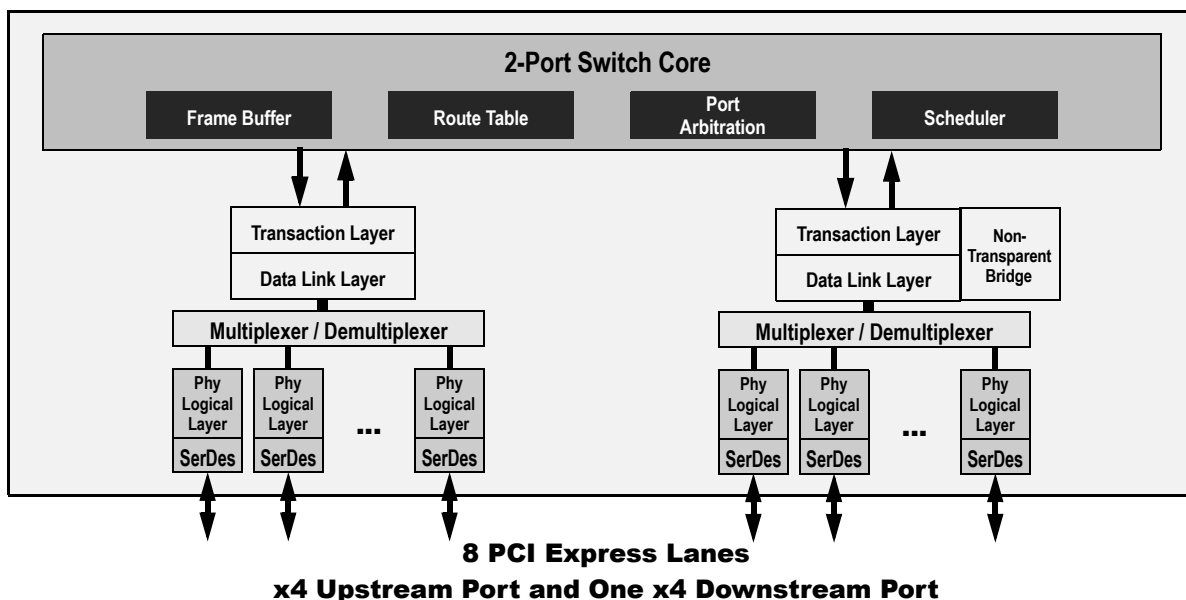 2-Port Switch Core
Frame Buffer
Route Table
Port
Arbitration
Scheduler
Transaction Layer
Data Link Layer
Multiplexer / Demultiplexer
Phy
Logical
Layer
SerDes
Phy
Logical
Layer
SerDes
...
Phy
Logical
Layer
SerDes
Transaction Layer
Data Link Layer
Non-
Transparent
Bridge
Multiplexer / Demultiplexer
Phy
Logical
Layer
SerDes
Phy
Logical
Layer
SerDes
...
Phy
Logical
Layer
SerDes
8 PCI Express Lanes
x4 Upstream Port and One x4 Downstream Port